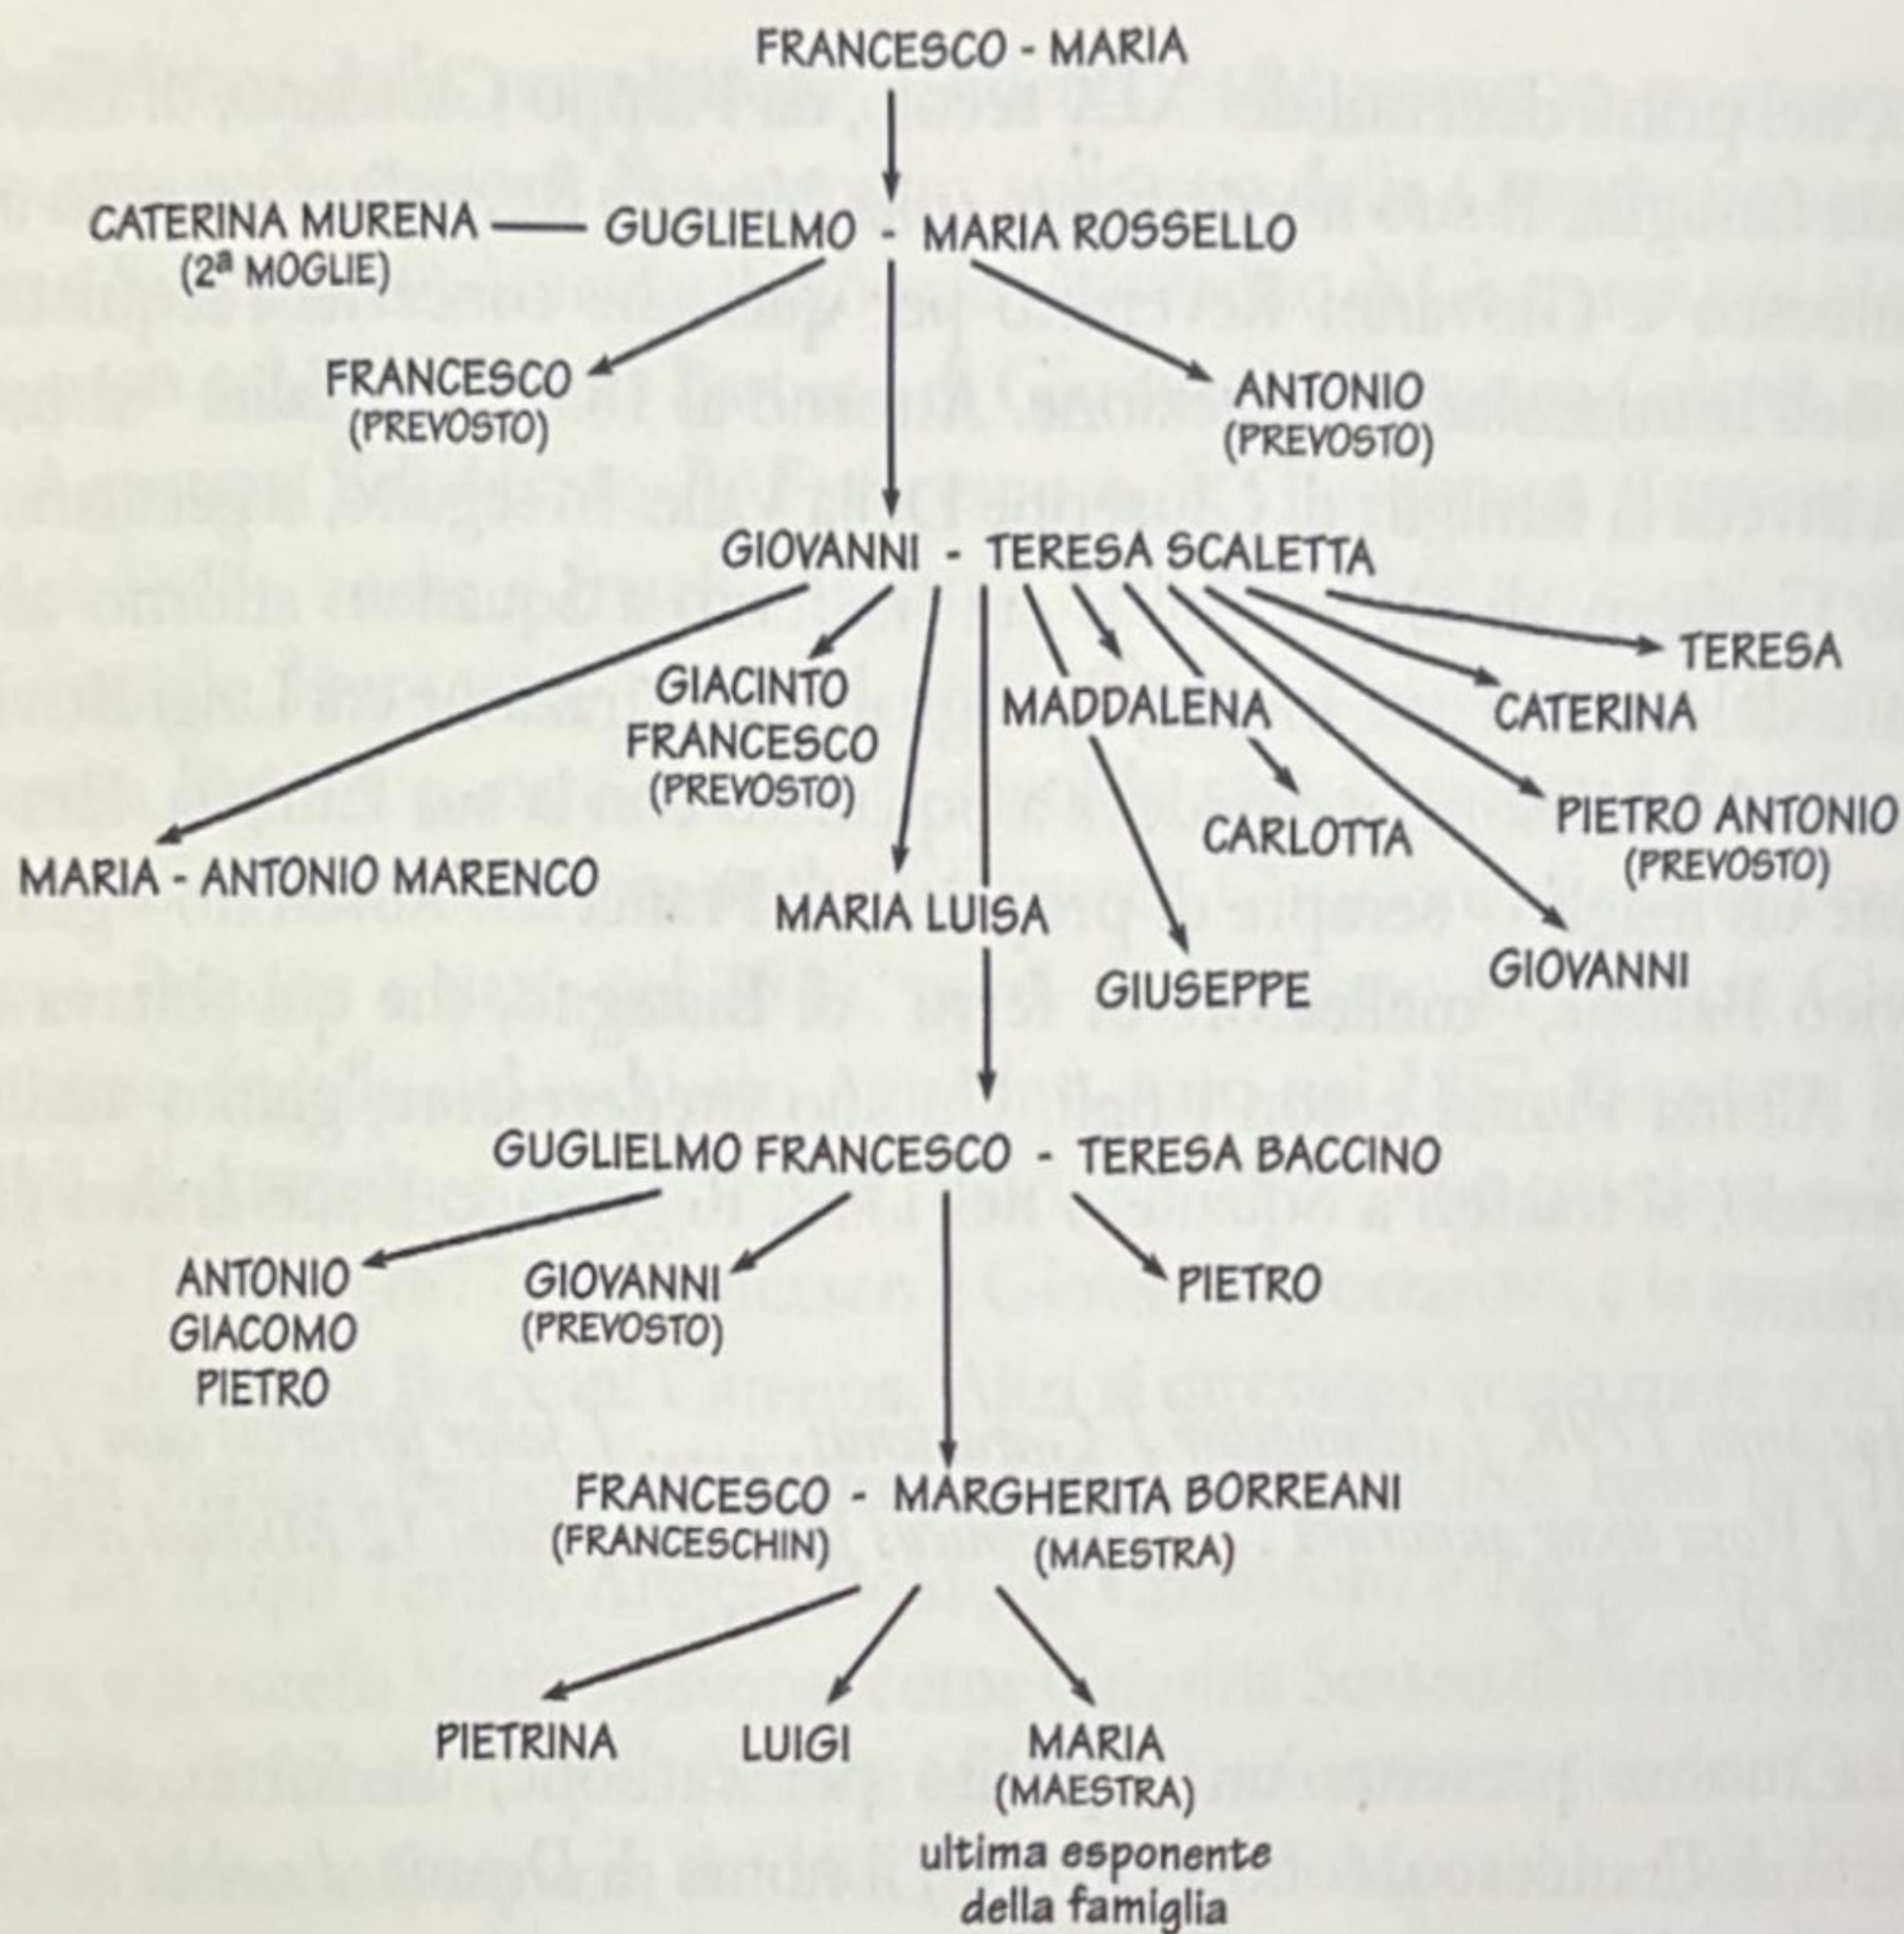 FRANCESCO - MARIA
CATERINA MURENA GUGLIELMO - MARIA ROSSELLO
(2ª MOGLIE)
FRANCESCO
(PREVOSTO)
ANTONIO
(PREVOSTO)
GIOVANNI - TERESA SCALETTA
TERESA
GIACINTO
FRANCESCO
(PREVOSTO)
MADDALENA
CATERINA
CARLOTTA
PIETRO ANTONIO
(PREVOSTO)
MARIA - ANTONIO MARENCO
MARIA LUISA
GIUSEPPE
GIOVANNI
GUGLIELMO FRANCESCO - TERESA BACCINO
ANTONIO
GIACOMO
PIETRO
GIOVANNI
(PREVOSTO)
PIETRO
FRANCESCO - MARGHERITA BORREANI
(FRANCESCHIN) (MAESTRA)
PIETRINA
LUIGI
MARIA
(MAESTRA)
ultima esponente
della famiglia